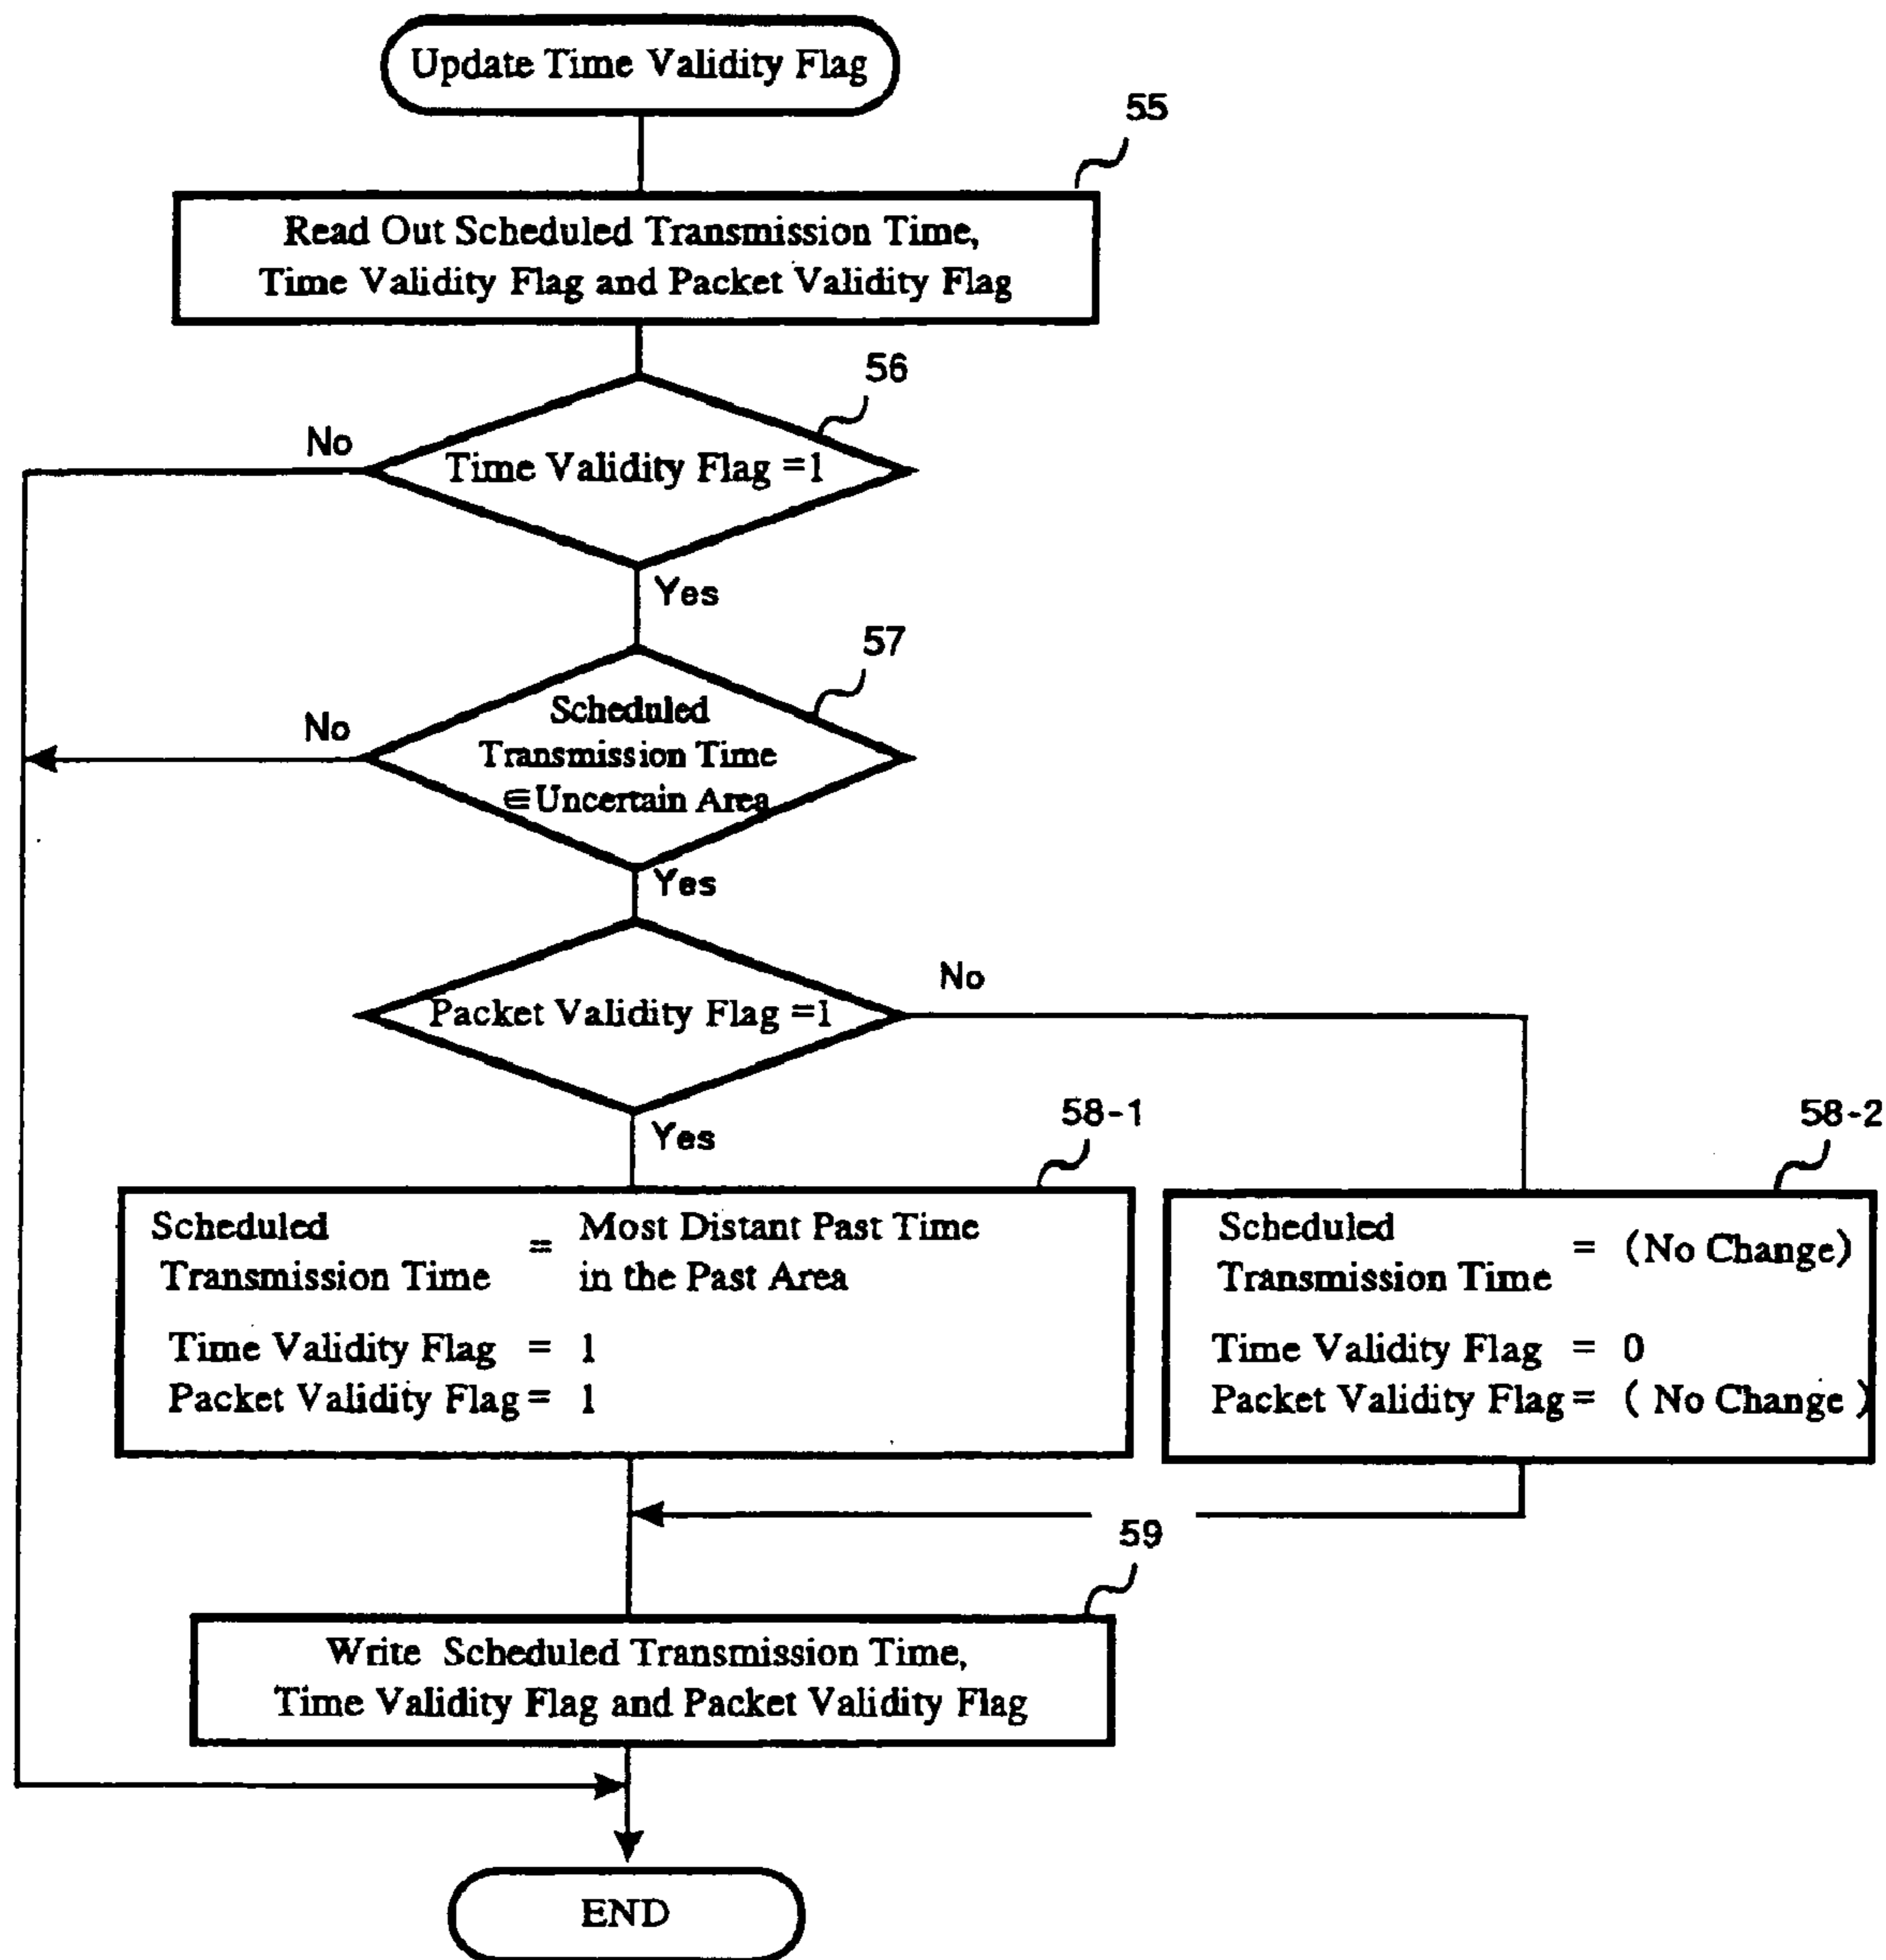 Update Time Validity Flag
55
Read Out Scheduled Transmission Time,
Time Validity Flag and Packet Validity Flag
56
No
Time Validity Flag =1
Yes
57
No
Scheduled
Transmission Time
∈Uncertain Area
Yes
No
Packet Validity Flag =1
Yes
58-1
58-2
Scheduled
Transmission Time = Most Distant Past Time
in the Past Area
Time Validity Flag = 1
Packet Validity Flag = 1
Scheduled
Transmission Time = (No Change)
Time Validity Flag = 0
Packet Validity Flag = ( No Change )
59
Write Scheduled Transmission Time,
Time Validity Flag and Packet Validity Flag
END